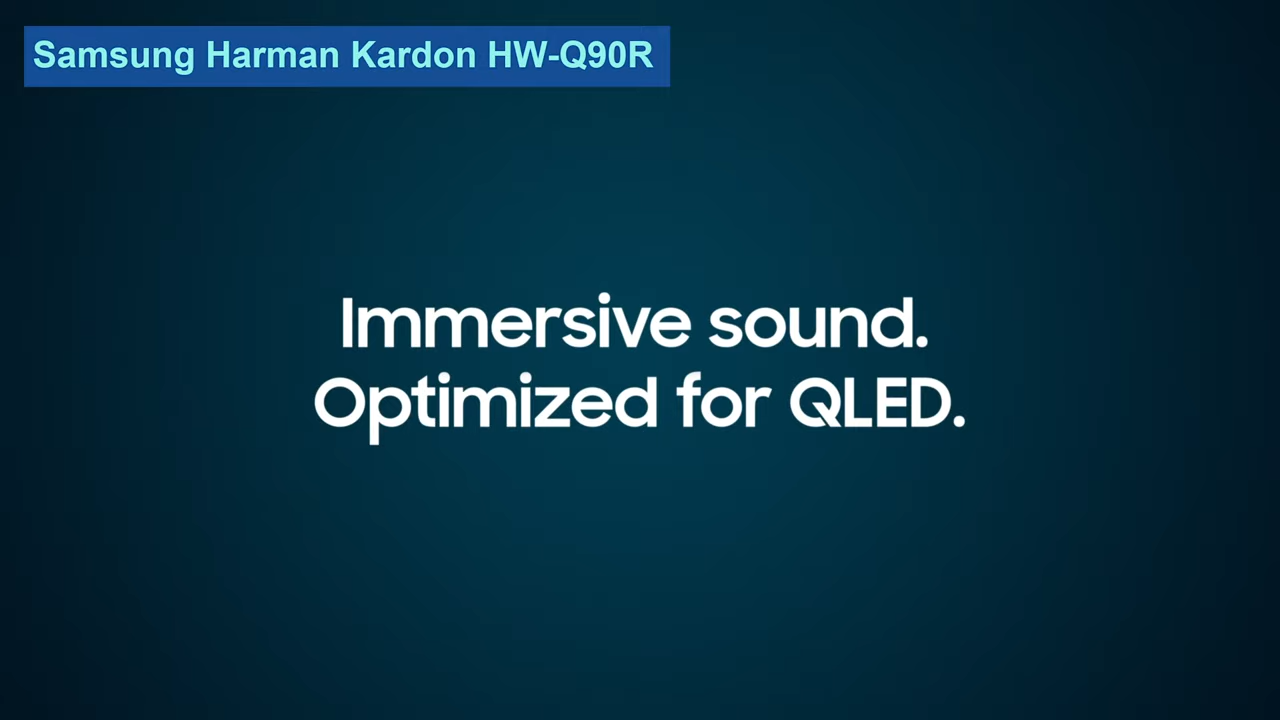 Samsung Harman Kardon HW-Q90R
Immersive sound.
Optimized for QLED.